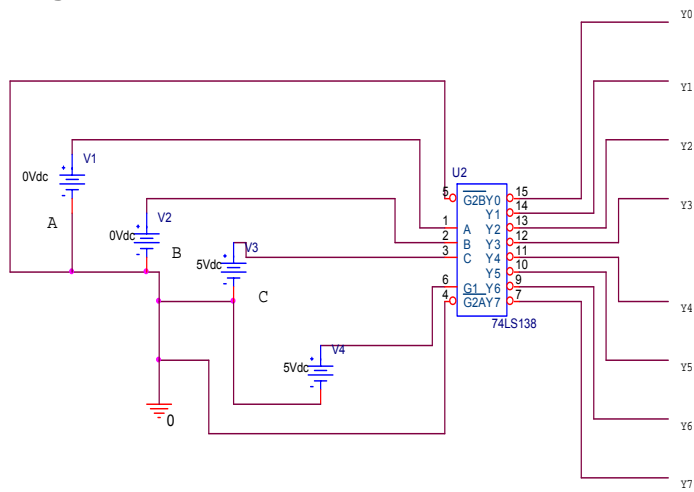 Y0
Y1
Y2
Y3
Y4
Y5
Y6
Y7
V1
0Vdc
A
V2
0Vdc
B
V3
5Vdc
C
V4
5Vdc
0
U2
5 G2B Y0 15
Y1 14
1 A Y2 13
2 B Y3 12
3 C Y4 11
Y5 10
6 G1 Y6 9
4 G2A Y7 7
74LS138